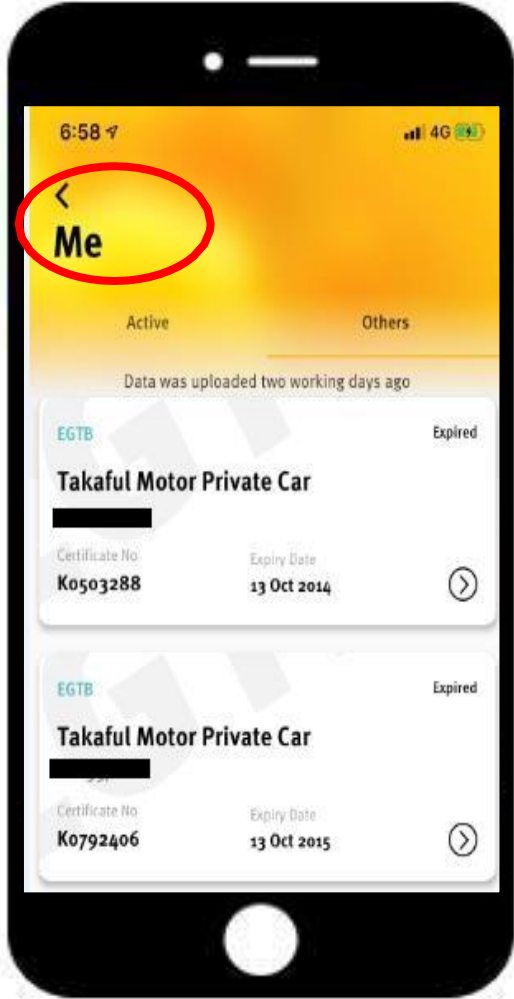 6:58
4G
Me
Active Others
Data was uploaded two working days ago
EGTB Expired
Takaful Motor Private Car
Certificate No Expiry Date
K0503288 13 Oct 2014
EGTB Expired
Takaful Motor Private Car
Certificate No Expiry Date
K0792406 13 Oct 2015